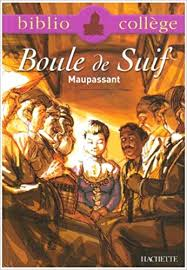 biblio collège
Boule de Suif
Maupassant
HACHETTE